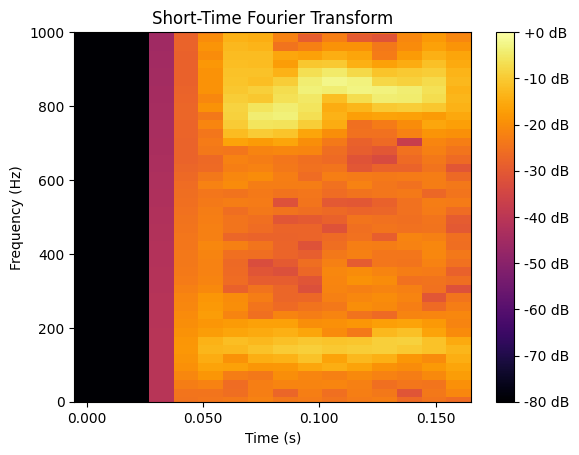 Short-Time Fourier Transform
1000
800
600
400
200
0
Frequency (Hz)
0.000
0.050
0.100
0.150
Time (s)
+0 dB
-10 dB
-20 dB
-30 dB
-40 dB
-50 dB
-60 dB
-70 dB
-80 dB